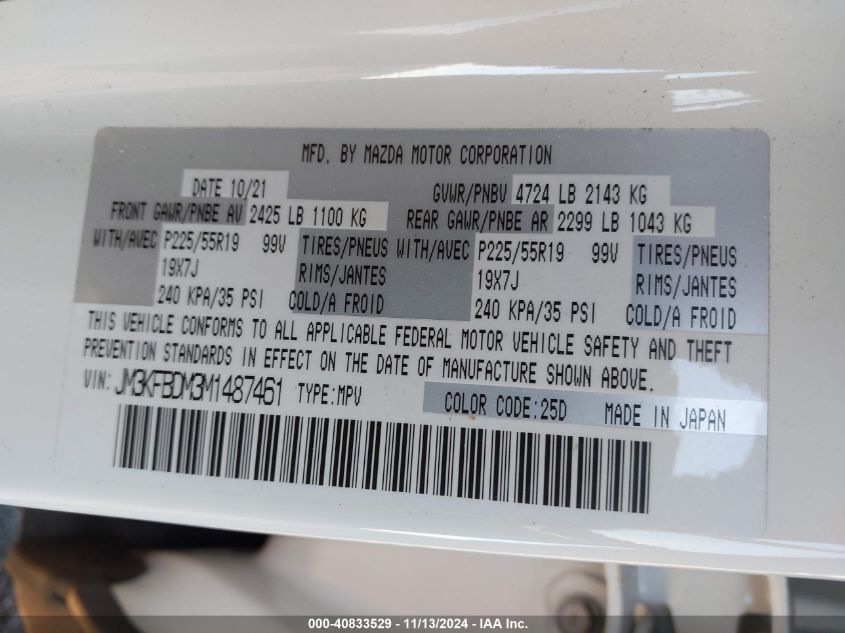 MFD. BY MAZDA MOTOR CORPORATION
DATE 10/21 GVWR/PNBV 4724 LB 2143 KG
FRONT GAWR/PNBE AV 2425 LB 1100 KG REAR GAWR/PNBE AR 2299 LB 1043 KG
WITH/AVEC P225/55R19 99V TIRES/PNEUS WITH/AVEC P225/55R19 99V TIRES/PNEUS
19X7J RIMS/JANTES 19X7J RIMS/JANTES
240 KPA/35 PSI COLD/A FROID 240 KPA/35 PSI COLD/A FROID
THIS VEHICLE CONFORMS TO ALL APPLICABLE FEDERAL MOTOR VEHICLE SAFETY AND THEFT
PREVENTION STANDARDS IN EFFECT ON THE DATE OF MANUFACTURE SHOWN ABOVE.
VIN: JM3KFBDM3M1487461 TYPE:MPV COLOR CODE:25D MADE IN JAPAN
000-40833529 - 11/13/2024 - IAA Inc.